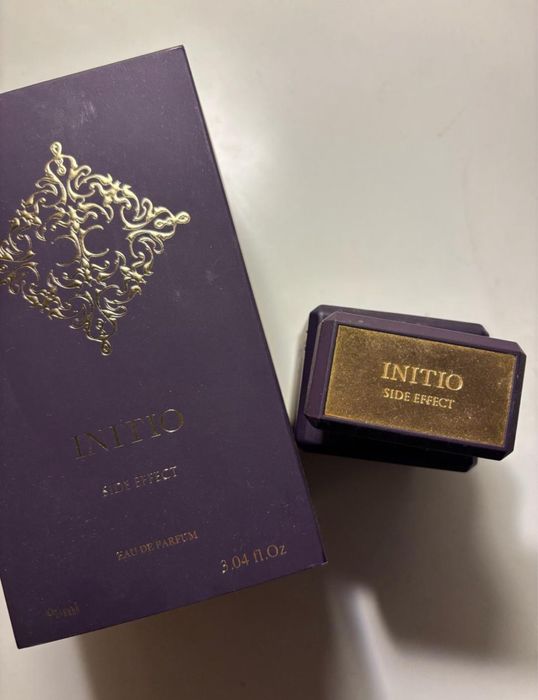 INITIO
SIDE EFFECT
EAU DE PARFUM
3.04 fl.Oz
INITIO
SIDE EFFECT